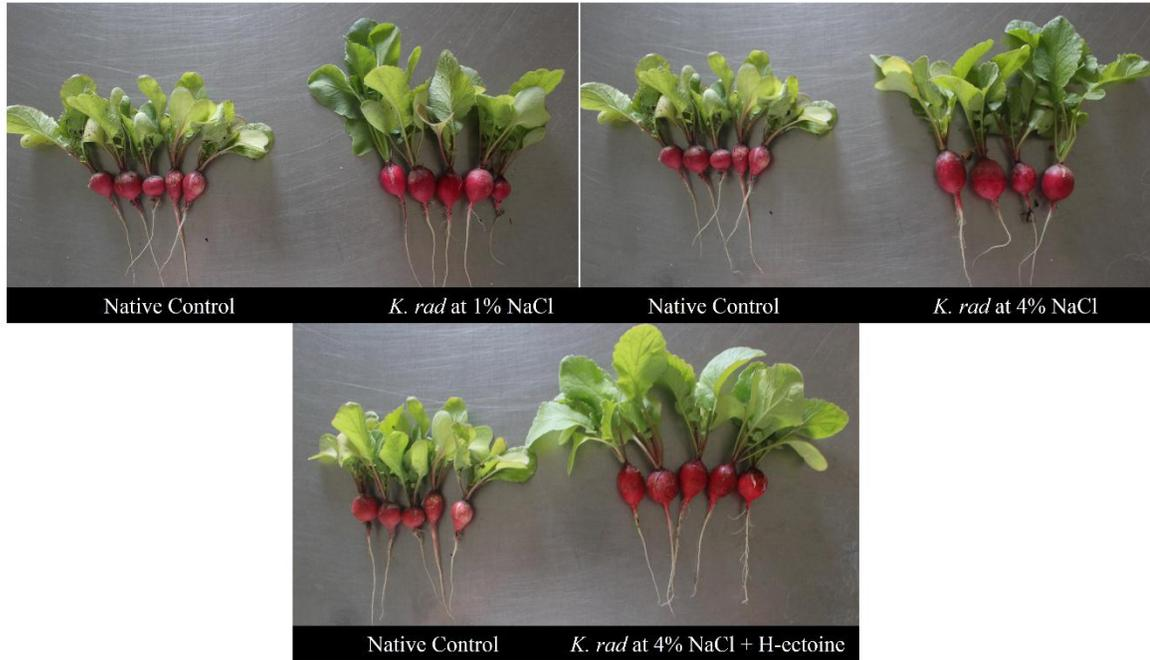 Native Control
K. rad at 1% NaCl
Native Control
K. rad at 4% NaCl
Native Control
K. rad at 4% NaCl + H-ectoine